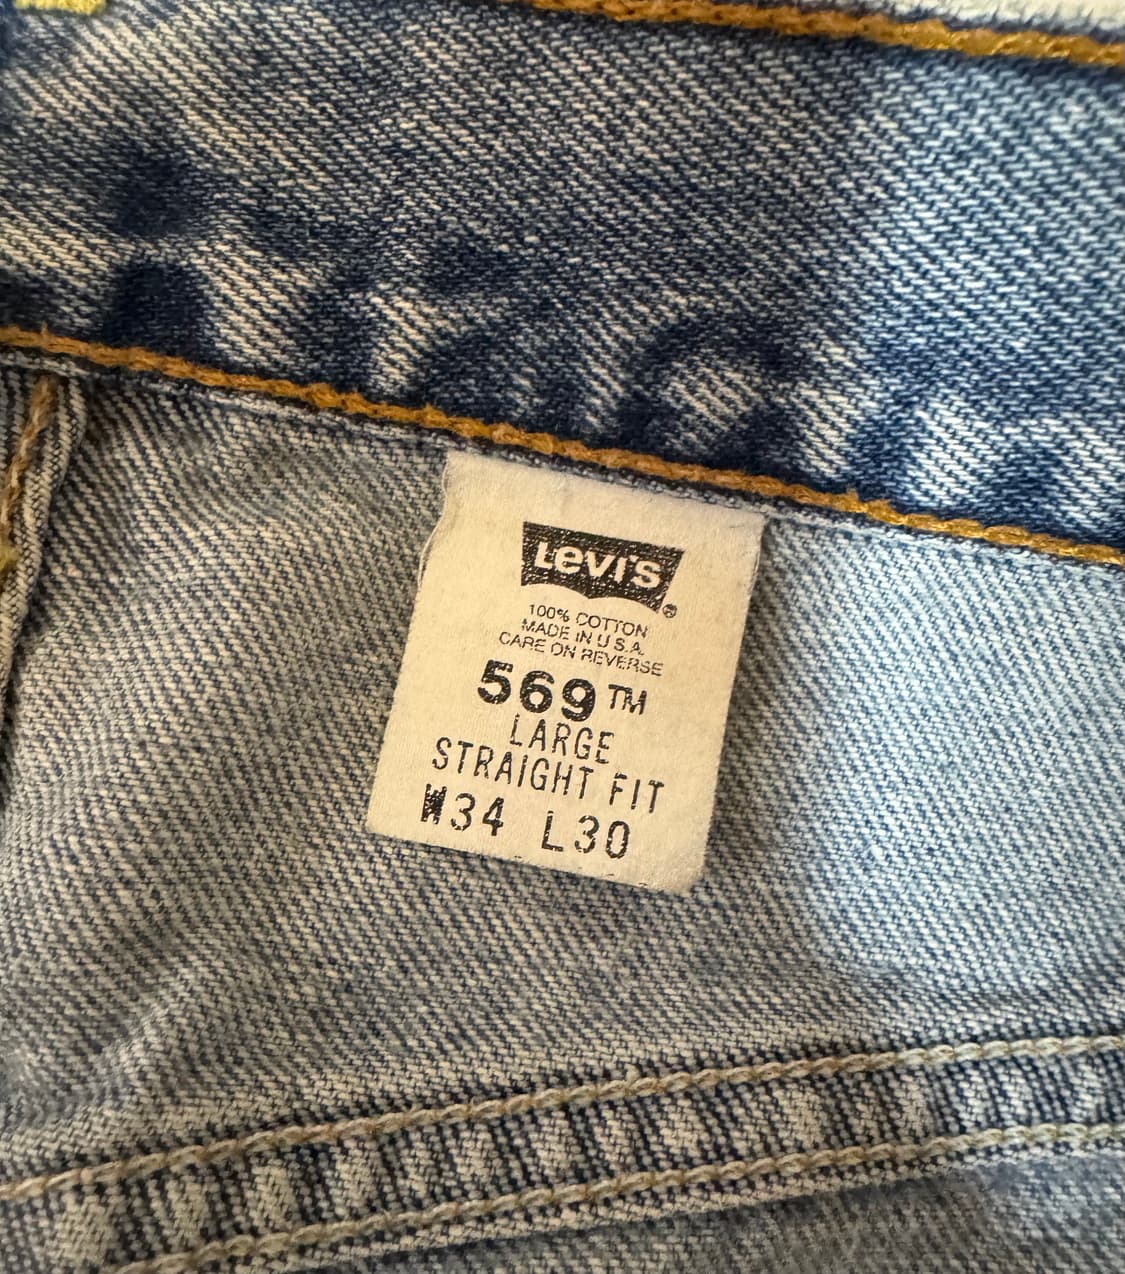 Levi's®
100% COTTON
MADE IN U.S.A.
CARE ON REVERSE
569™
LARGE
STRAIGHT FIT
W34 L30